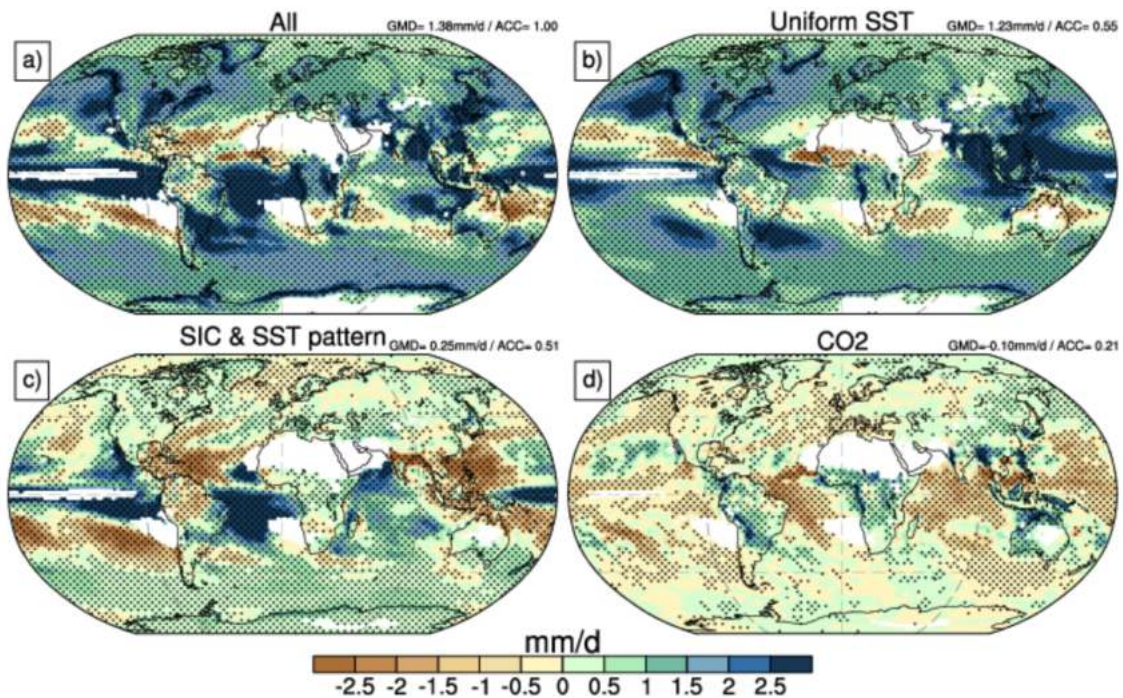 All
GMD= 1.38mm/d / ACC= 1.00
a)
Uniform SST
GMD= 1.23mm/d / ACC= 0.55
b)
SIC & SST pattern
GMD= 0.25mm/d / ACC= 0.51
c)
CO2
GMD=-0.10mm/d / ACC= 0.21
d)
mm/d
-2.5 -2 -1.5 -1 -0.5 0 0.5 1 1.5 2 2.5